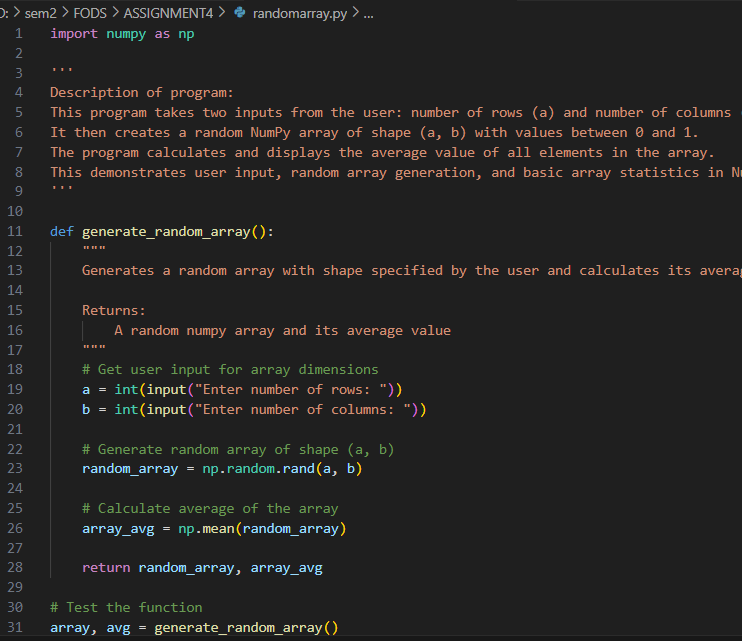 D: > sem2 > FODS > ASSIGNMENT4 > randomarray.py > ...
1 import numpy as np
2
3 '''
4 Description of program:
5 This program takes two inputs from the user: number of rows (a) and number of columns
6 It then creates a random NumPy array of shape (a, b) with values between 0 and 1.
7 The program calculates and displays the average value of all elements in the array.
8 This demonstrates user input, random array generation, and basic array statistics in
9 '''
10
11 def generate_random_array():
12     """
13     Generates a random array with shape specified by the user and calculates its
14
15     Returns:
16         A random numpy array and its average value
17     """
18     # Get user input for array dimensions
19     a = int(input("Enter number of rows: "))
20     b = int(input("Enter number of columns: "))
21
22     # Generate random array of shape (a, b)
23     random_array = np.random.rand(a, b)
24
25     # Calculate average of the array
26     array_avg = np.mean(random_array)
27
28     return random_array, array_avg
29
30 # Test the function
31 array, avg = generate_random_array()